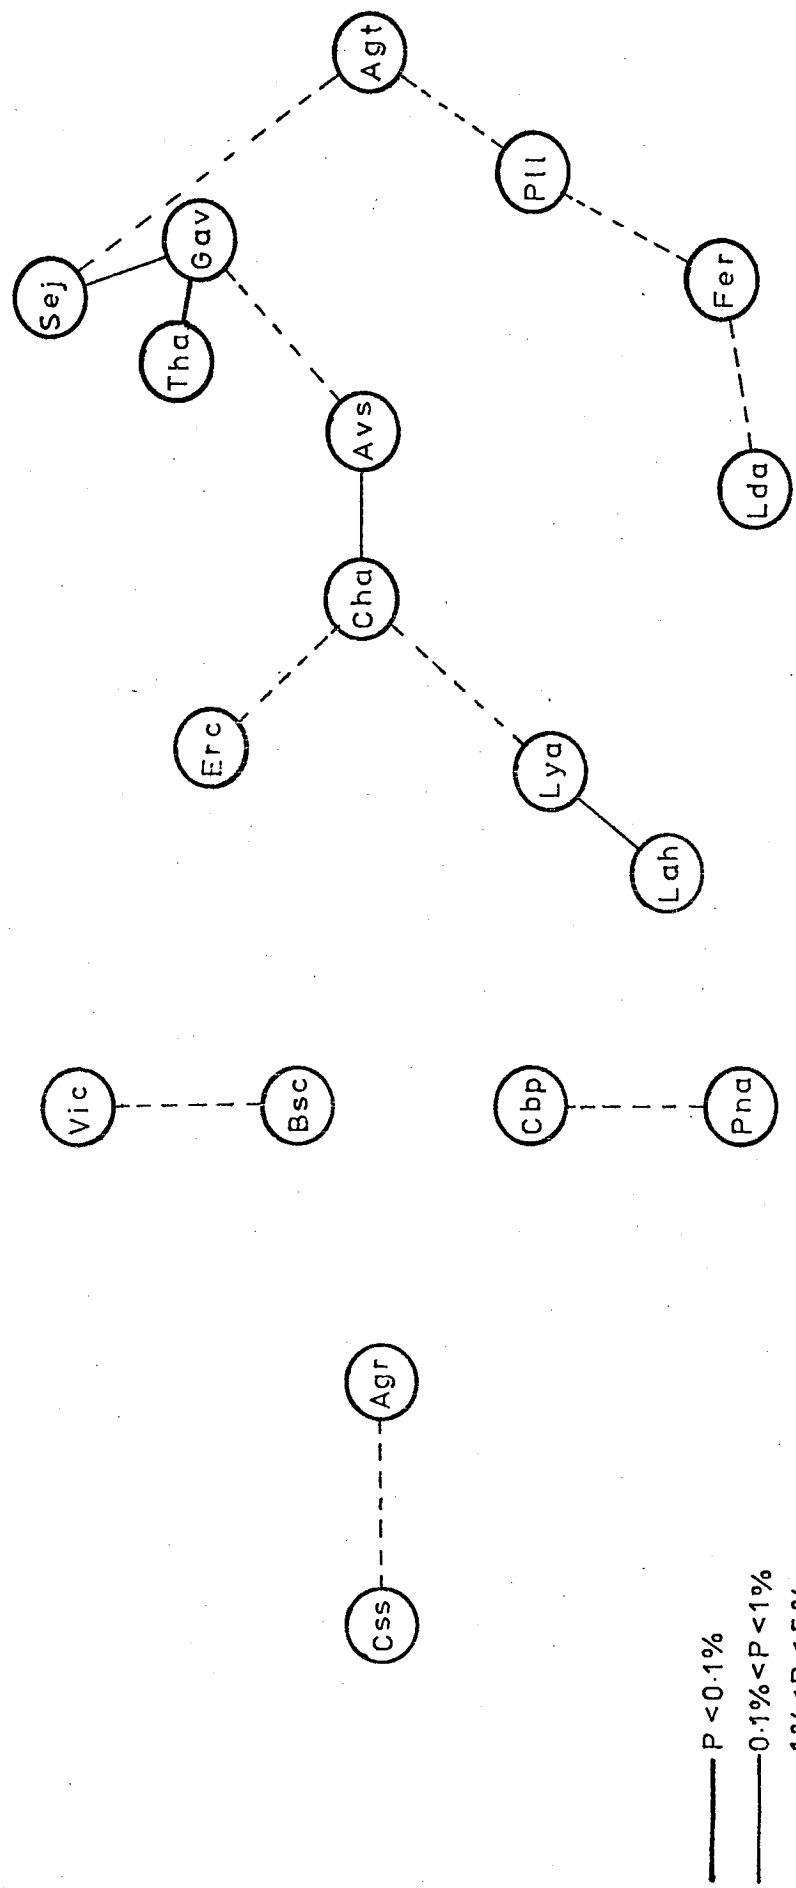 Sej
Vic
Tha
Gav
Erc
Bsc
Css
Agr
Cha
Avs
Agt
Cbp
Lya
Pll
Lah
Fer
Pna
Lda
P<0·1%
0·1%<P<1%